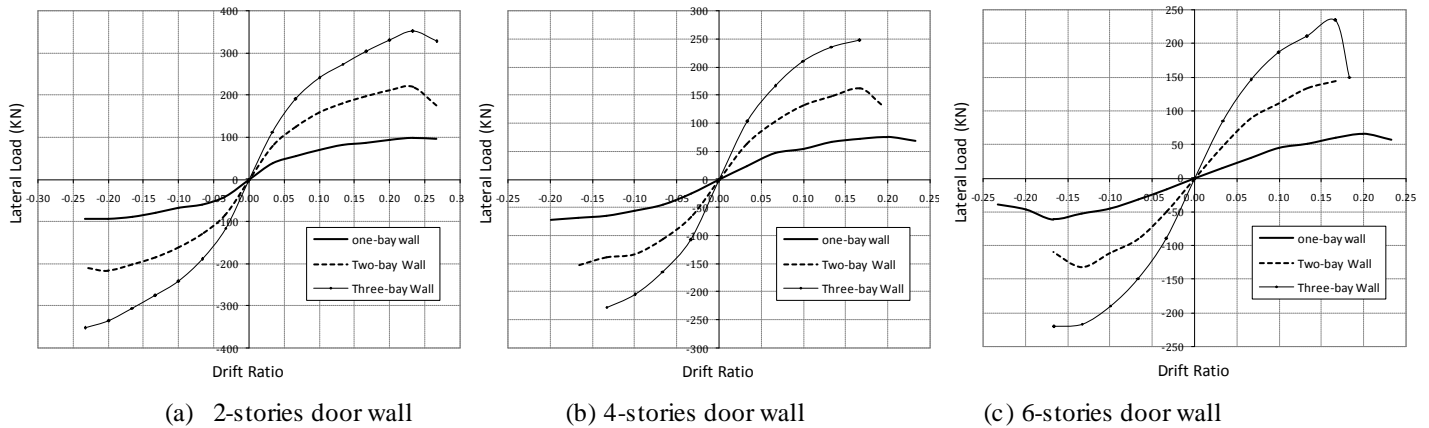 400
300
200
100
0
-100
-200
-300
-400
-0.30 -0.25 -0.20 -0.15 -0.10 -0.05 0.00 0.05 0.10 0.15 0.20 0.25 0.3
Lateral Load (KN)
Drift Ratio
one-bay wall
Two-bay Wall
Three-bay Wall
(a) 2-stories door wall
300
250
200
150
100
50
0
-50
-100
-150
-200
-250
-300
-0.25 -0.20 -0.15 -0.10 -0.05 0.00 0.05 0.10 0.15 0.20 0.25
Lateral Load (KN)
Drift Ratio
one-bay wall
Two-bay Wall
Three-bay Wall
(b) 4-stories door wall
250
200
150
100
50
0
-50
-100
-150
-200
-250
-0.25 -0.20 -0.15 -0.10 -0.05 0.00 0.05 0.10 0.15 0.20 0.25
Lateral Load (KN)
Drift Ratio
one-bay wall
Two-bay Wall
Three-bay Wall
(c) 6-stories door wall